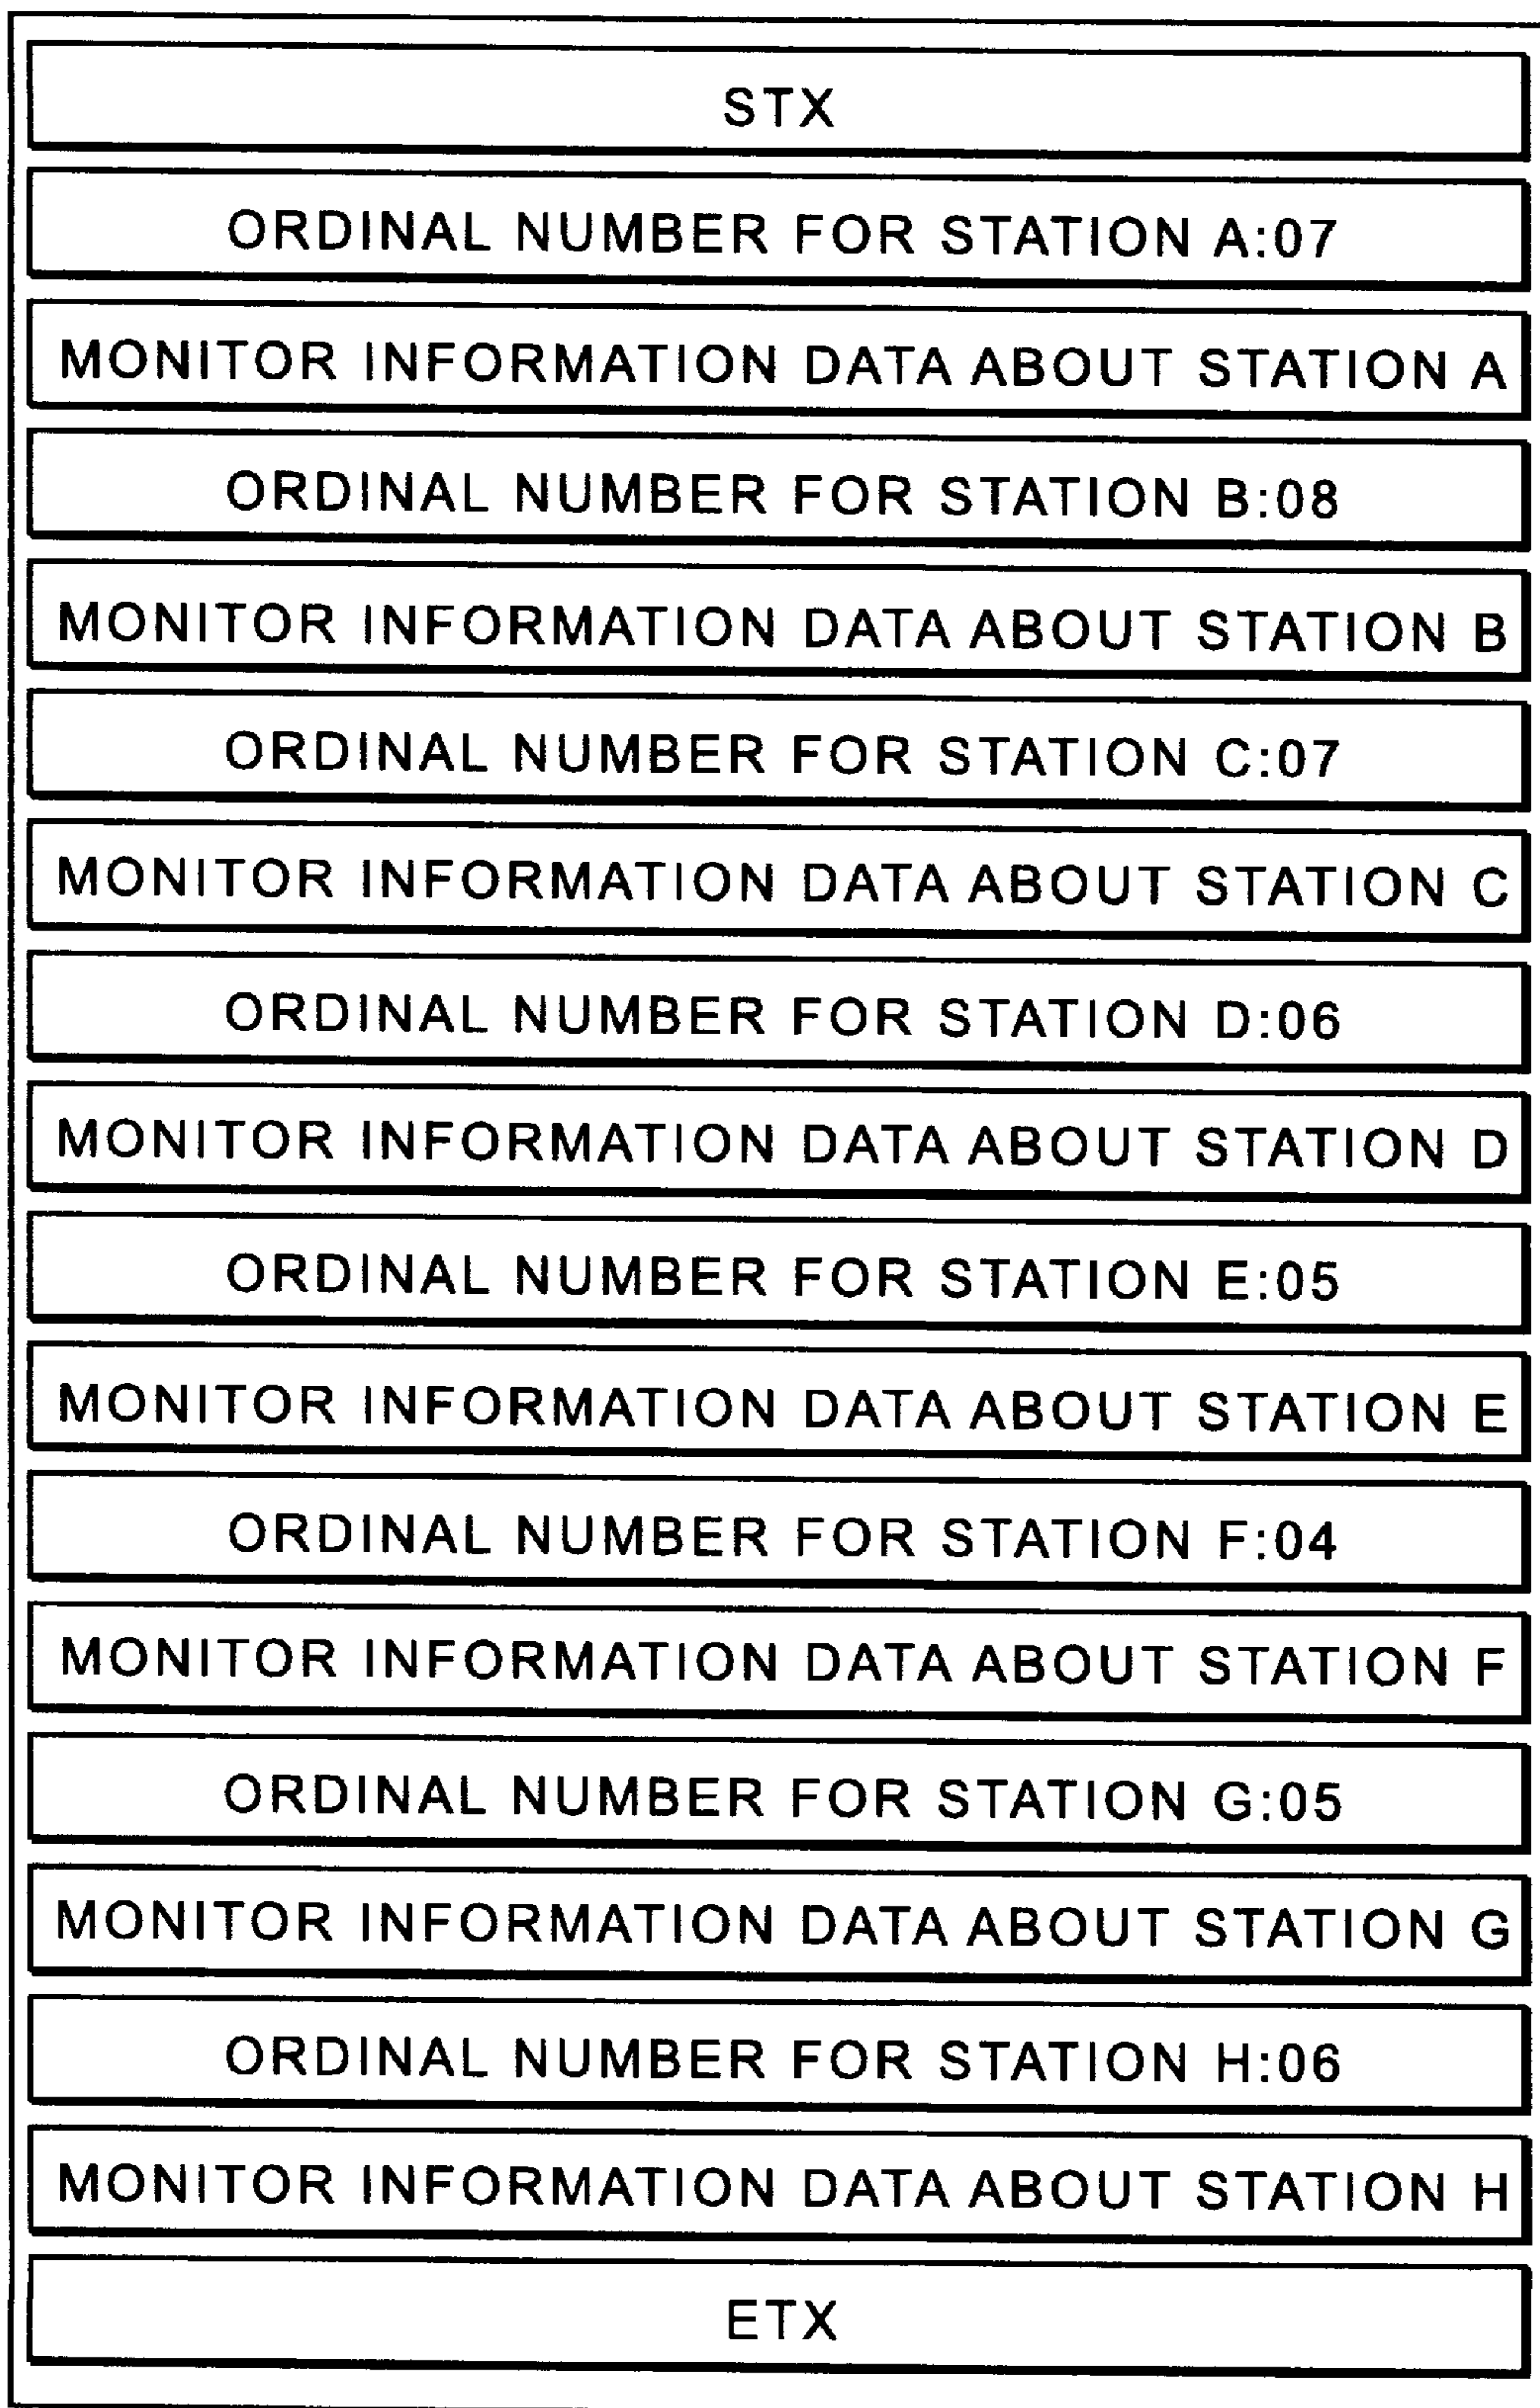 STX
ORDINAL NUMBER FOR STATION A:07
MONITOR INFORMATION DATA ABOUT STATION A
ORDINAL NUMBER FOR STATION B:08
MONITOR INFORMATION DATA ABOUT STATION B
ORDINAL NUMBER FOR STATION C:07
MONITOR INFORMATION DATA ABOUT STATION C
ORDINAL NUMBER FOR STATION D:06
MONITOR INFORMATION DATA ABOUT STATION D
ORDINAL NUMBER FOR STATION E:05
MONITOR INFORMATION DATA ABOUT STATION E
ORDINAL NUMBER FOR STATION F:04
MONITOR INFORMATION DATA ABOUT STATION F
ORDINAL NUMBER FOR STATION G:05
MONITOR INFORMATION DATA ABOUT STATION G
ORDINAL NUMBER FOR STATION H:06
MONITOR INFORMATION DATA ABOUT STATION H
ETX